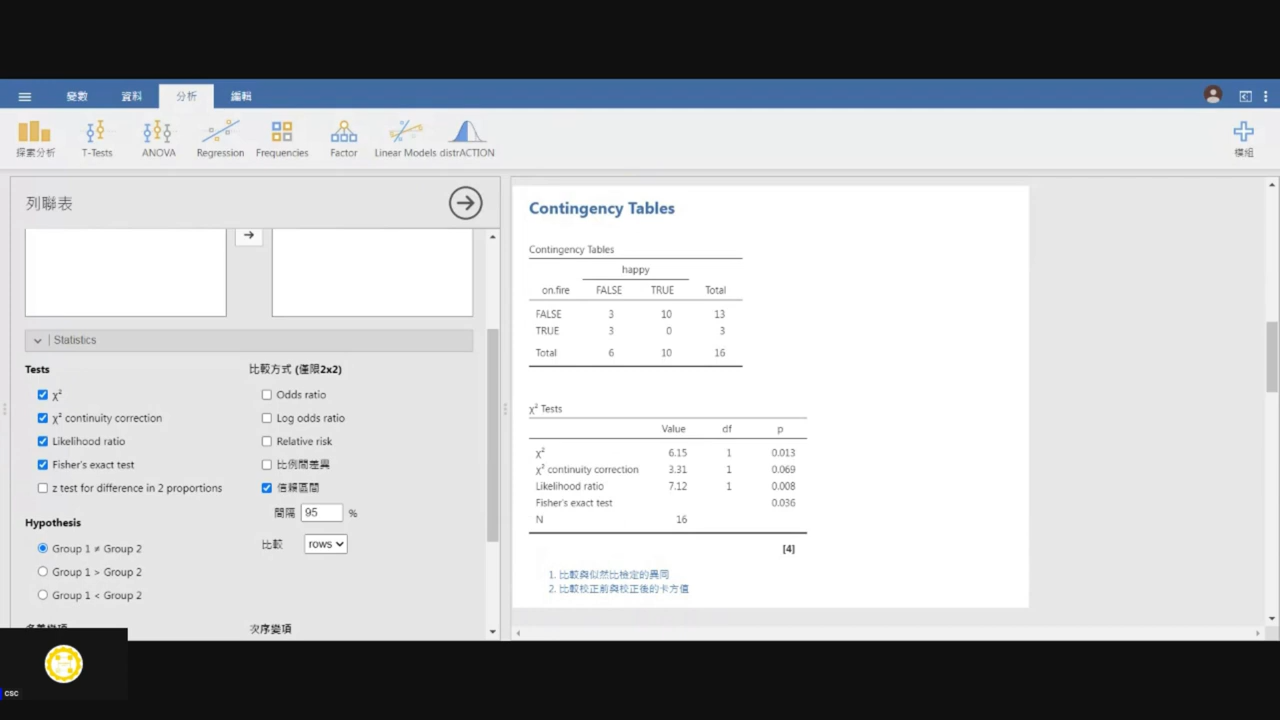 變數 資料 分析 編輯
探索分析 T-Tests ANOVA Regression Frequencies Factor Linear Models distrACTION 模組
列聯表
Statistics
Tests
χ²
χ² continuity correction
Likelihood ratio
Fisher's exact test
z test for difference in 2 proportions
Hypothesis
Group 1 ≠ Group 2
Group 1 > Group 2
Group 1 < Group 2
比較方式 (僅限2x2)
Odds ratio
Log odds ratio
Relative risk
比例間差異
信賴區間
間隔 95 %
比較 rows
次序變項
Contingency Tables
Contingency Tables
happy
on.fire FALSE TRUE Total
FALSE 3 10 13
TRUE 3 0 3
Total 6 10 16
χ² Tests
Value df p
χ² 6.15 1 0.013
χ² continuity correction 3.31 1 0.069
Likelihood ratio 7.12 1 0.008
Fisher's exact test 0.036
N 16
[4]
1. 比較與似然比檢定的異同
2. 比較校正前與校正後的卡方值
csc